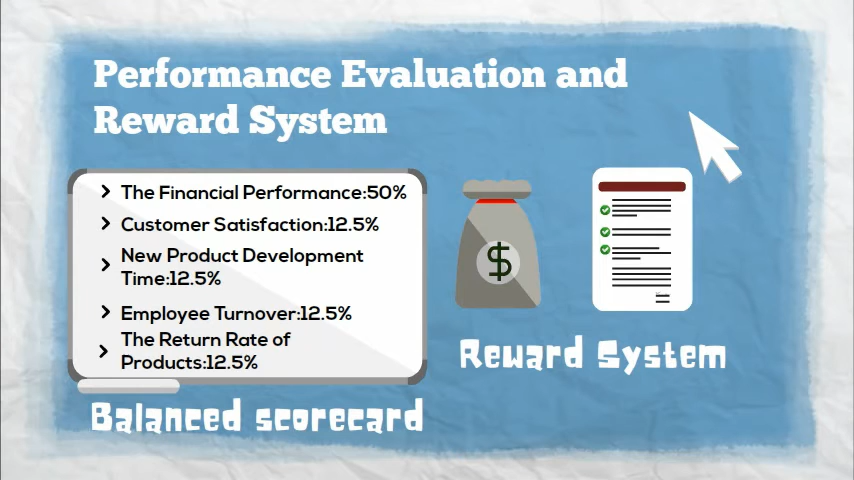 Performance Evaluation and
Reward System
The Financial Performance:50%
Customer Satisfaction:12.5%
New Product Development
Time:12.5%
Employee Turnover:12.5%
The Return Rate of
Products:12.5%
$
Reward System
Balanced scorecard